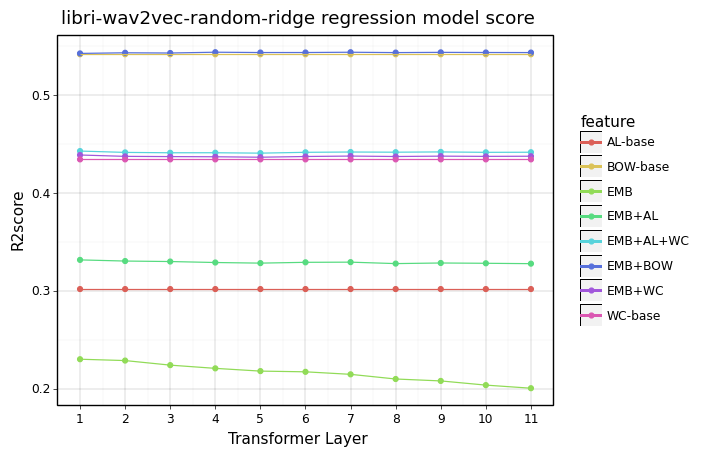 libri-wav2vec-random-ridge regression model score
R2score
0.5
0.4
0.3
0.2
1 2 3 4 5 6 7 8 9 10 11
Transformer Layer
feature
AL-base
BOW-base
EMB
EMB+AL
EMB+AL+WC
EMB+BOW
EMB+WC
WC-base